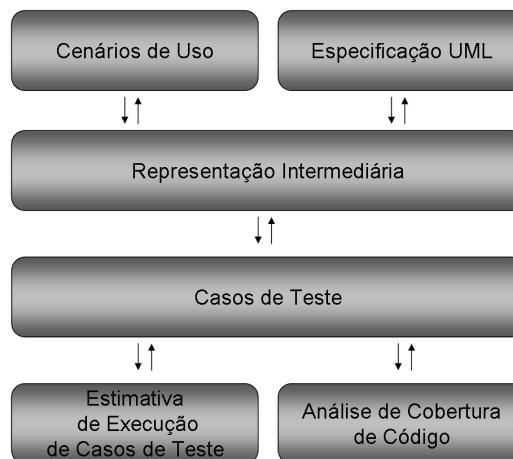 Cenários de Uso
Especificação UML
Representação Intermediária
Casos de Teste
Estimativa
de Execução
de Casos de Teste
Análise de Cobertura
de Código